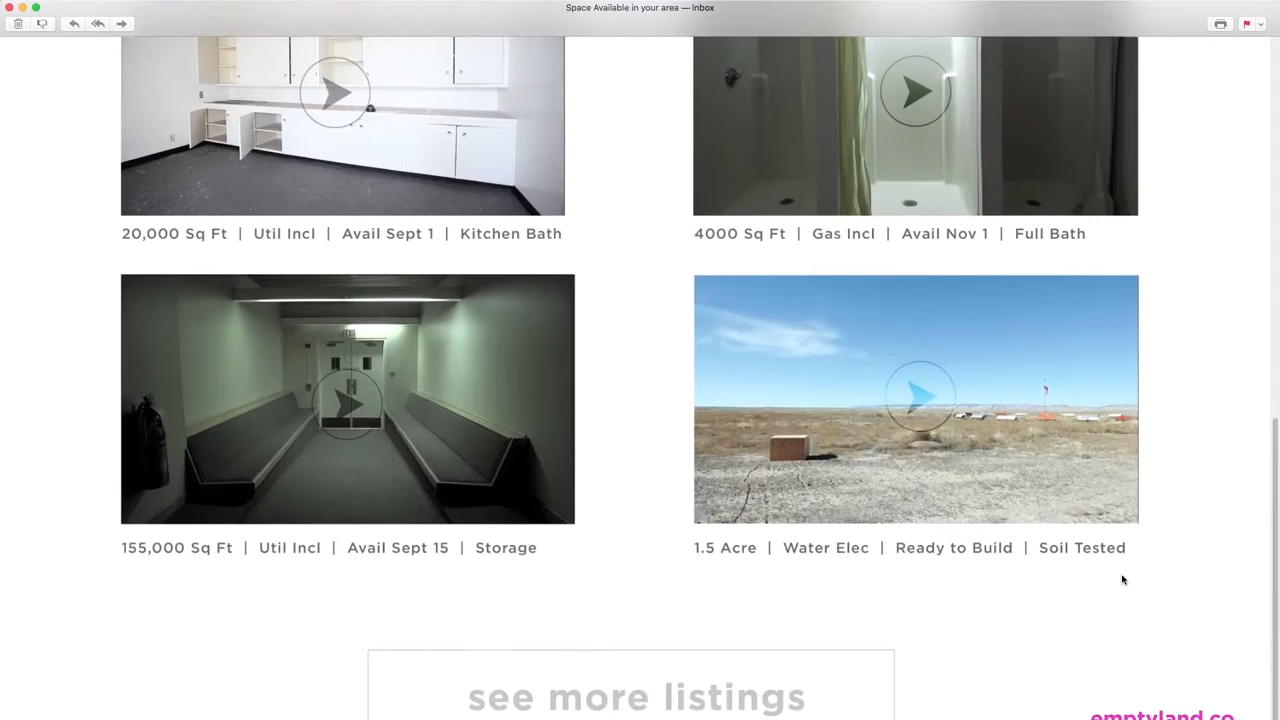 Space Available in your area — Inbox
20,000 Sq Ft | Util Incl | Avail Sept 1 | Kitchen Bath
4000 Sq Ft | Gas Incl | Avail Nov 1 | Full Bath
155,000 Sq Ft | Util Incl | Avail Sept 15 | Storage
1.5 Acre | Water Elec | Ready to Build | Soil Tested
see more listings
emptyland.co